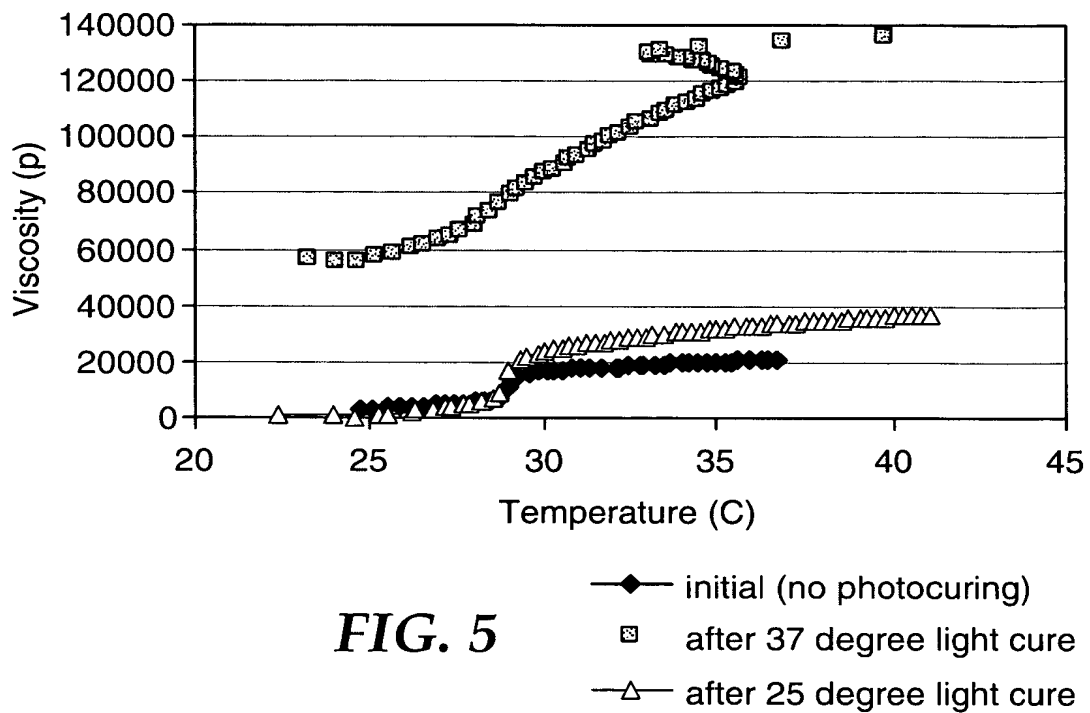 140000
120000
100000
80000
60000
40000
20000
0
Viscosity (p)
20 25 30 35 40 45
Temperature (C)
initial (no photocuring)
FIG. 5
after 37 degree light cure
after 25 degree light cure